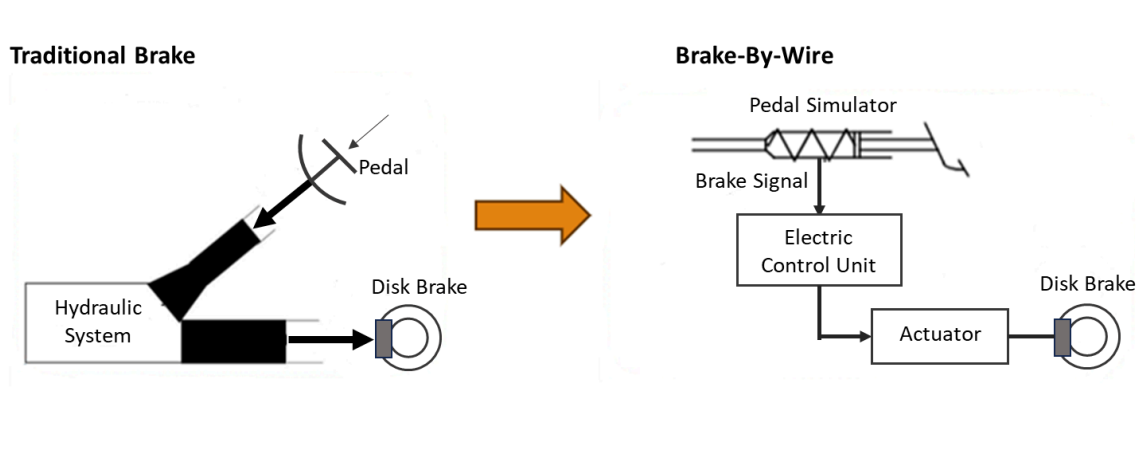 Traditional Brake
Pedal
Hydraulic
System
Disk Brake
Brake-By-Wire
Pedal Simulator
Brake Signal
Electric
Control Unit
Actuator
Disk Brake